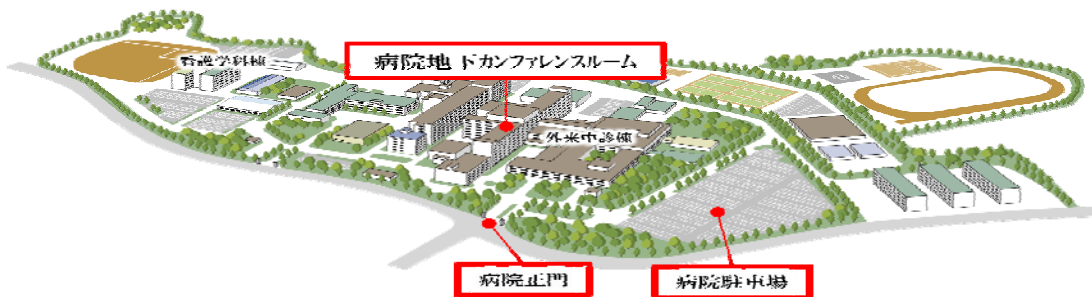 看護学科棟
病院地下カンファレンスルーム
外来中診棟
病院正門
病院駐車場